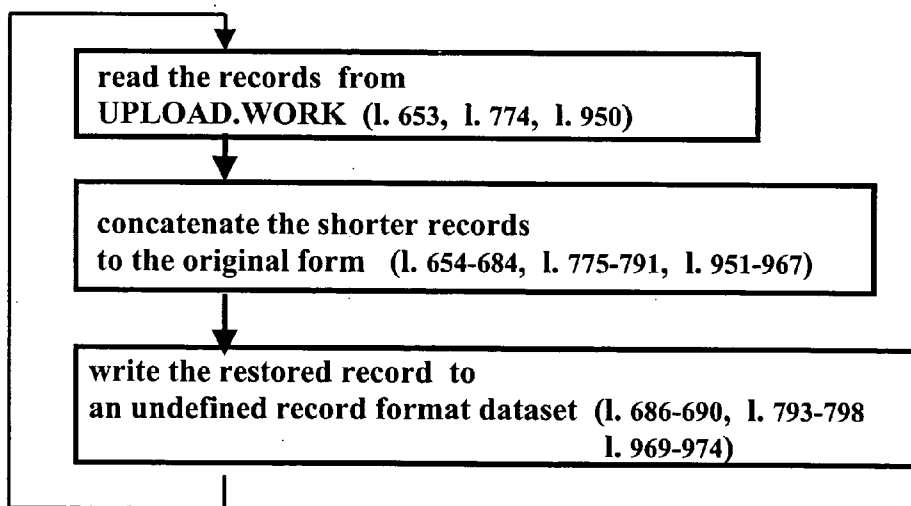 read the records from
UPLOAD.WORK (l. 653, l. 774, l. 950)
concatenate the shorter records
to the original form (l. 654-684, l. 775-791, l. 951-967)
write the restored record to
an undefined record format dataset (l. 686-690, l. 793-798
l. 969-974)